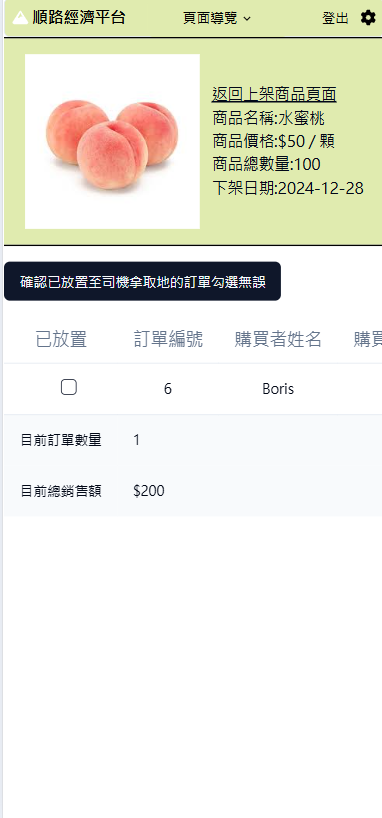 順路經濟平台 頁面導覽 登出
返回上架商品頁面
商品名稱:水蜜桃
商品價格:$50 / 顆
商品總數量:100
下架日期:2024-12-28
確認已放置至司機拿取地的訂單勾選無誤
已放置 訂單編號 購買者姓名 購買
6 Boris
目前訂單數量 1
目前總銷售額 $200